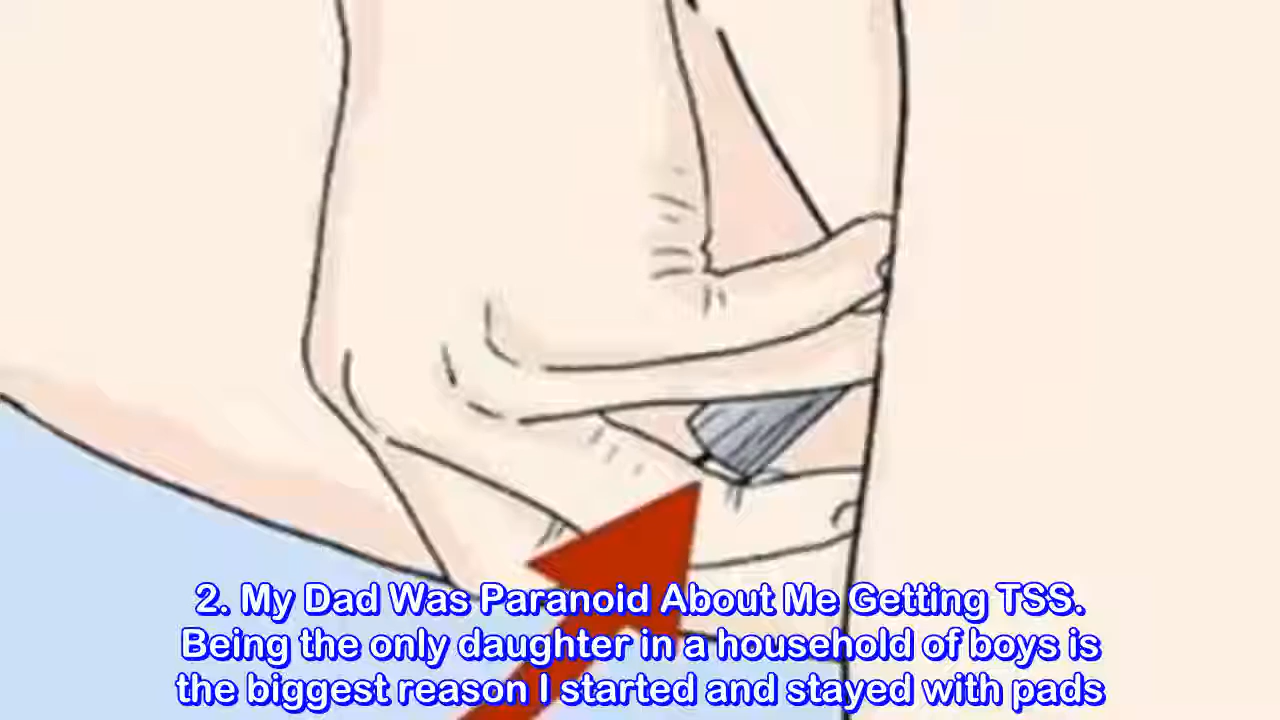 2. My Dad Was Paranoid About Me Getting TSS.
Being the only daughter in a household of boys is
the biggest reason I started and stayed with pads